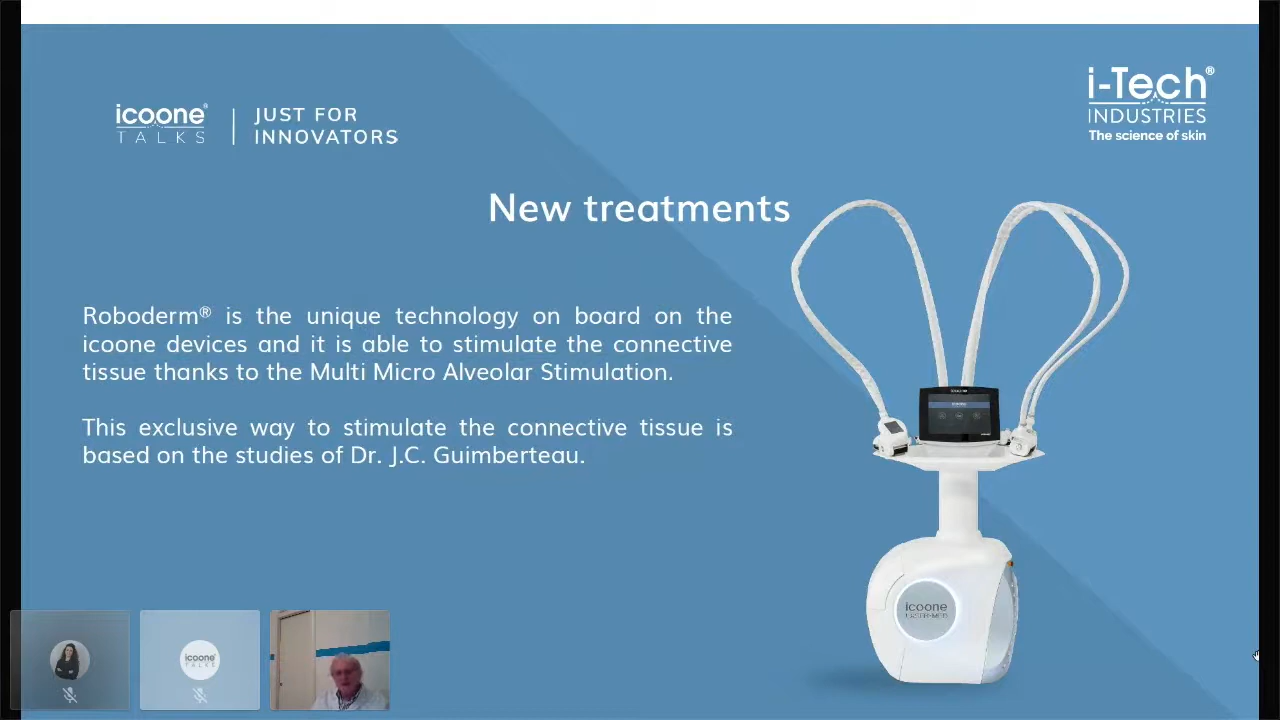 icoone®
TALKS
JUST FOR
INNOVATORS
i-Tech®
INDUSTRIES
The science of skin
New treatments
Roboderm® is the unique technology on board on the
icoone devices and it is able to stimulate the connective
tissue thanks to the Multi Micro Alveolar Stimulation.
This exclusive way to stimulate the connective tissue is
based on the studies of Dr. J.C. Guimberteau.
icoone
icoone
TALKS